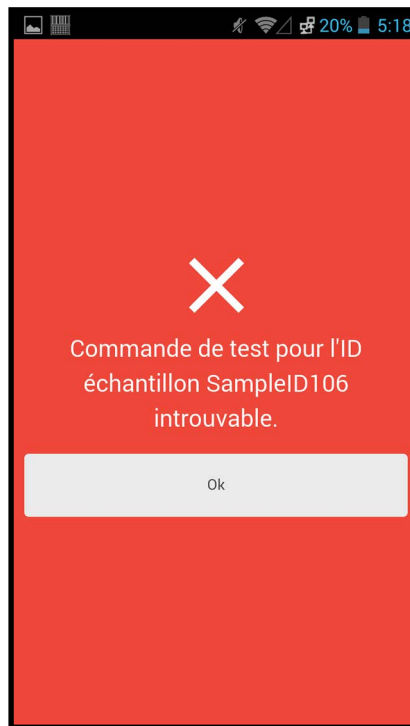 20% 5:18
Commande de test pour l'ID
échantillon SampleID106
introuvable.
Ok